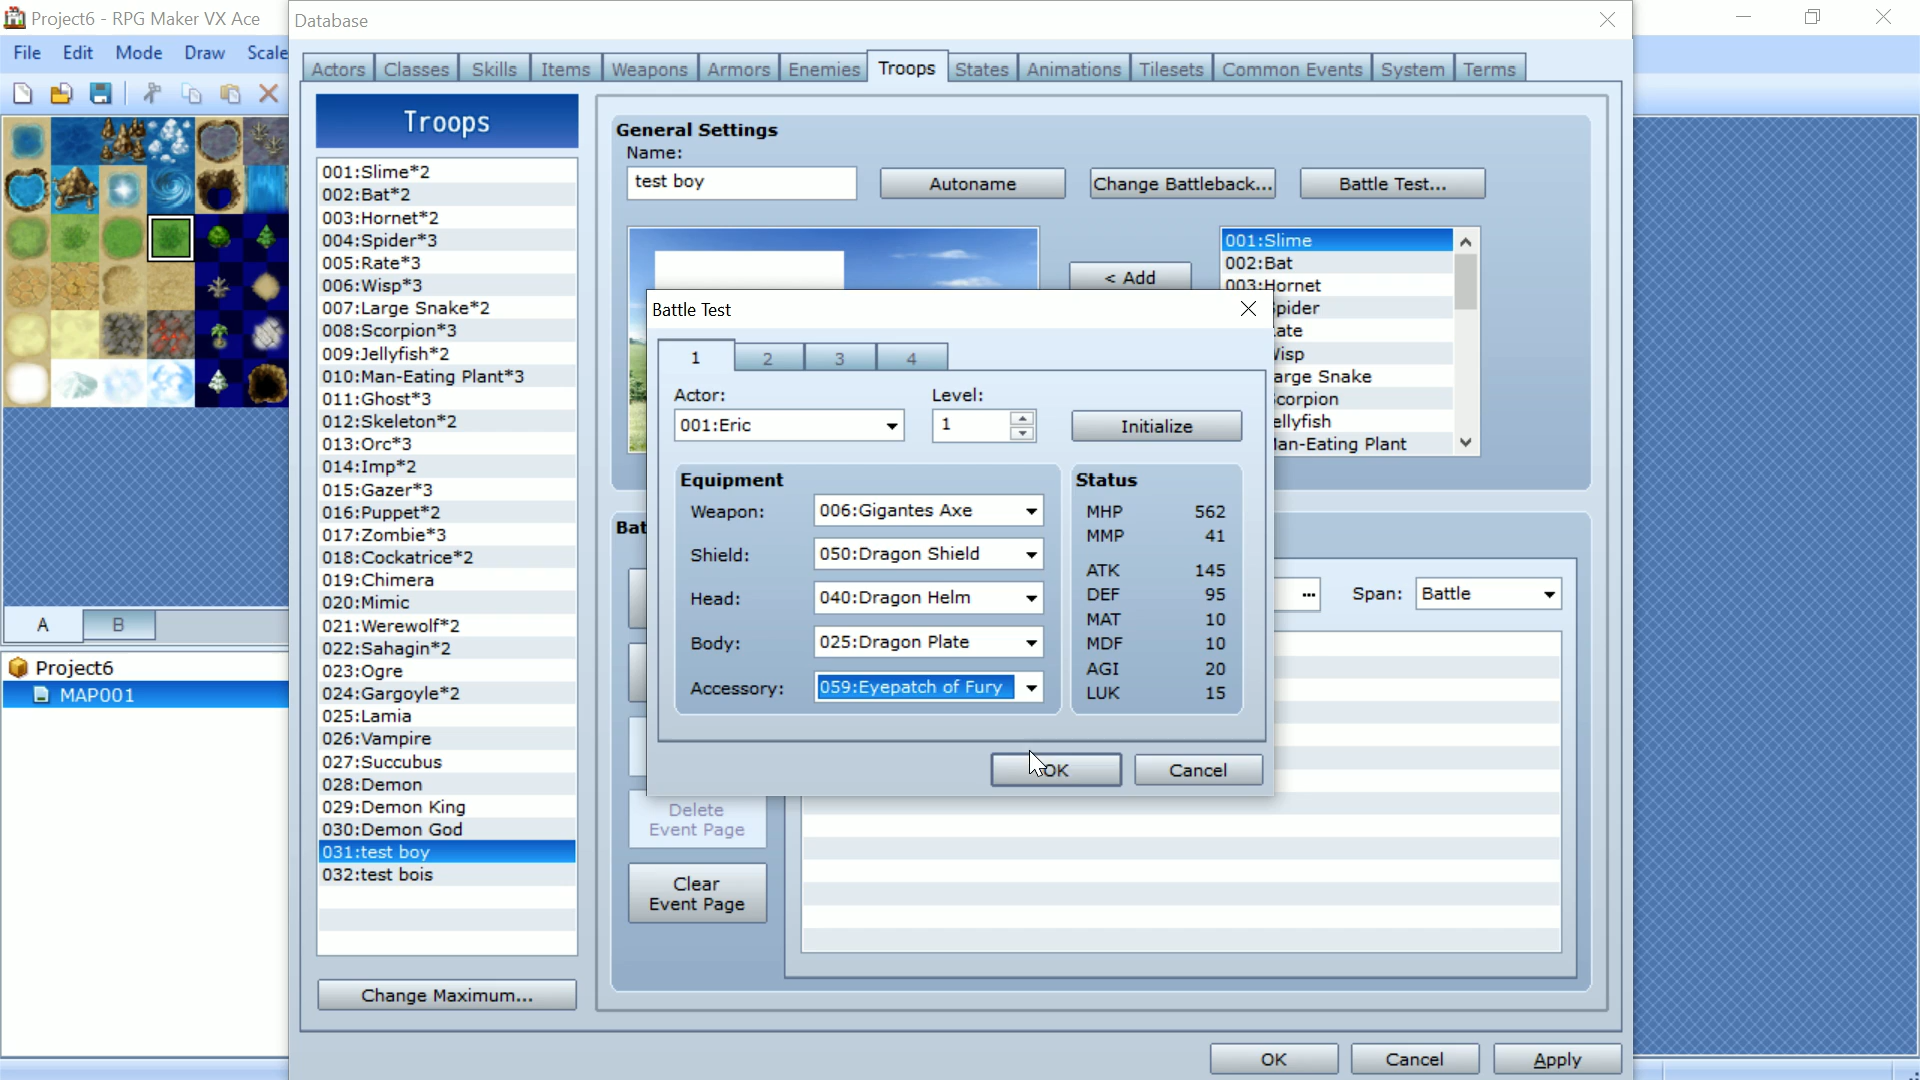 Project6 - RPG Maker VX Ace
Database
File Edit Mode Draw Scale
Actors Classes Skills Items Weapons Armors Enemies Troops States Animations Tilesets Common Events System Terms
Troops
001:Slime*2
002:Bat*2
003:Hornet*2
004:Spider*3
005:Rate*3
006:Wisp*3
007:Large Snake*2
008:Scorpion*3
009:Jellyfish*2
010:Man-Eating Plant*3
011:Ghost*3
012:Skeleton*2
013:Orc*3
014:Imp*2
015:Gazer*3
016:Puppet*2
017:Zombie*3
018:Cockatrice*2
019:Chimera
020:Mimic
021:Werewolf*2
022:Sahagin*2
023:Ogre
024:Gargoyle*2
025:Lamia
026:Vampire
027:Succubus
028:Demon
029:Demon King
030:Demon God
031:test boy
032:test bois
Change Maximum...
General Settings
Name:
test boy
Autoname
Change Battleback...
Battle Test...
< Add
001:Slime
002:Bat
003:Hornet
pider
ate
isp
arge Snake
corpion
ellyfish
an-Eating Plant
Battle Test
1 2 3 4
Actor:
001:Eric
Level:
1
Initialize
Equipment
Weapon: 006:Gigantes Axe
Shield: 050:Dragon Shield
Head: 040:Dragon Helm
Body: 025:Dragon Plate
Accessory: 059:Eyepatch of Fury
Status
MHP 562
MMP 41
ATK 145
DEF 95
MAT 10
MDF 10
AGI 20
LUK 15
OK
Cancel
Bat
...
Span: Battle
Delete
Event Page
Clear
Event Page
A B
Project6
MAP001
OK
Cancel
Apply